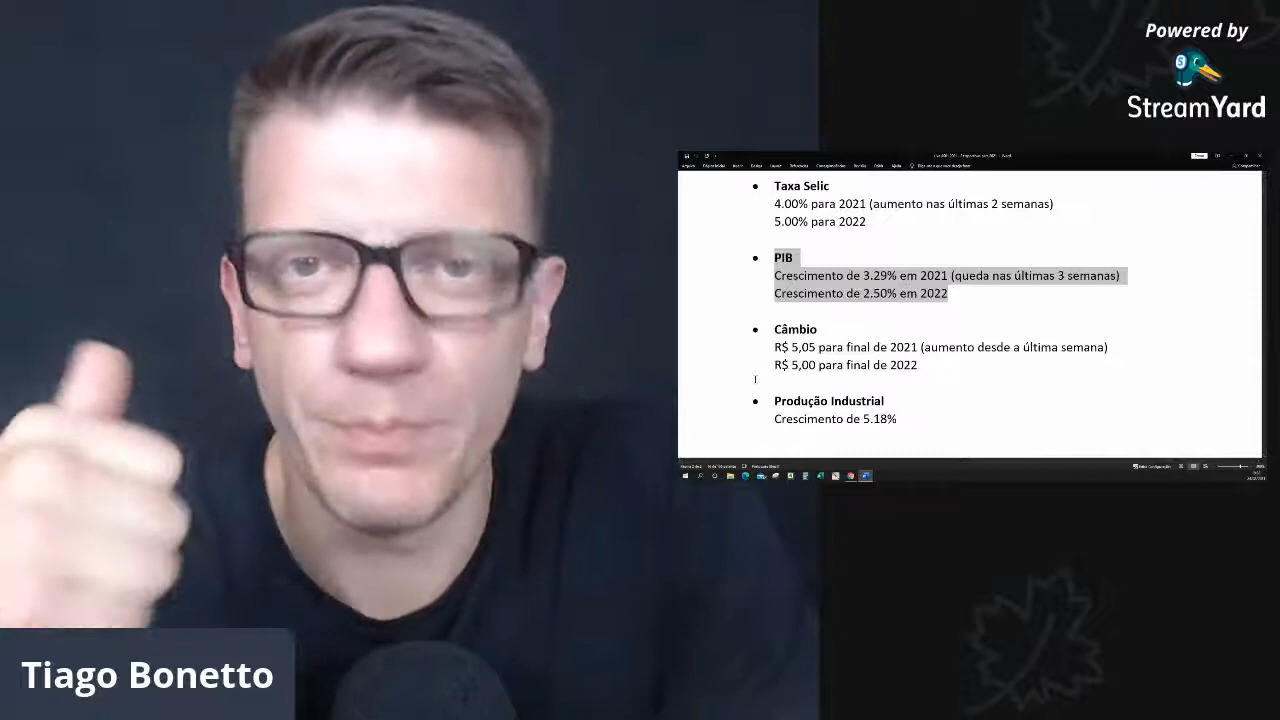 Powered by
StreamYard
Taxa Selic
4.00% para 2021 (aumento nas últimas 2 semanas)
5.00% para 2022
PIB
Crescimento de 3.29% em 2021 (queda nas últimas 3 semanas)
Crescimento de 2.50% em 2022
Câmbio
R$ 5,05 para final de 2021 (aumento desde a última semana)
R$ 5,00 para final de 2022
Produção Industrial
Crescimento de 5.18%
Tiago Bonetto